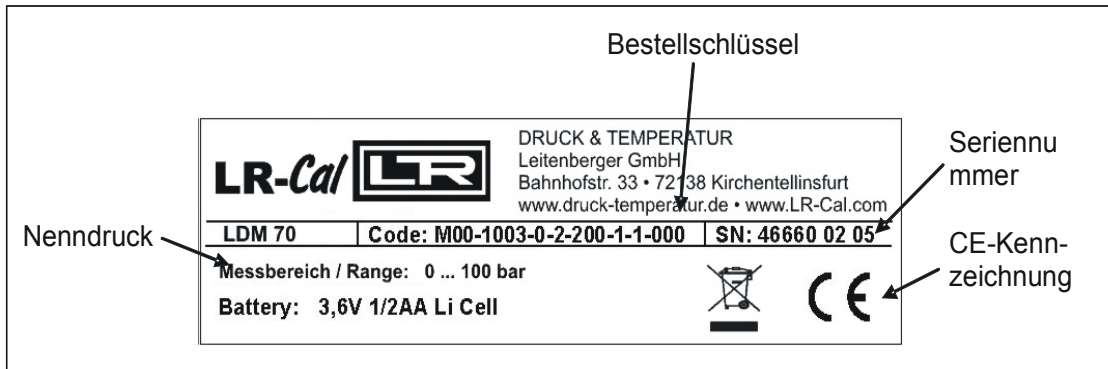 Bestellschlüssel
DRUCK & TEMPERATUR
Leitenberger GmbH
LR-Cal LTR
Bahnhofstr. 33 • 72138 Kirchentellinsfurt
www.druck-temperatur.de • www.LR-Cal.com
Seriennu
mmer
Nenndruck
LDM 70 Code: M00-1003-0-2-200-1-1-000 SN: 46660 02 05
Messbereich / Range: 0 ... 100 bar
Battery: 3,6V 1/2AA Li Cell
CE
CE-Kenn-
zeichnung